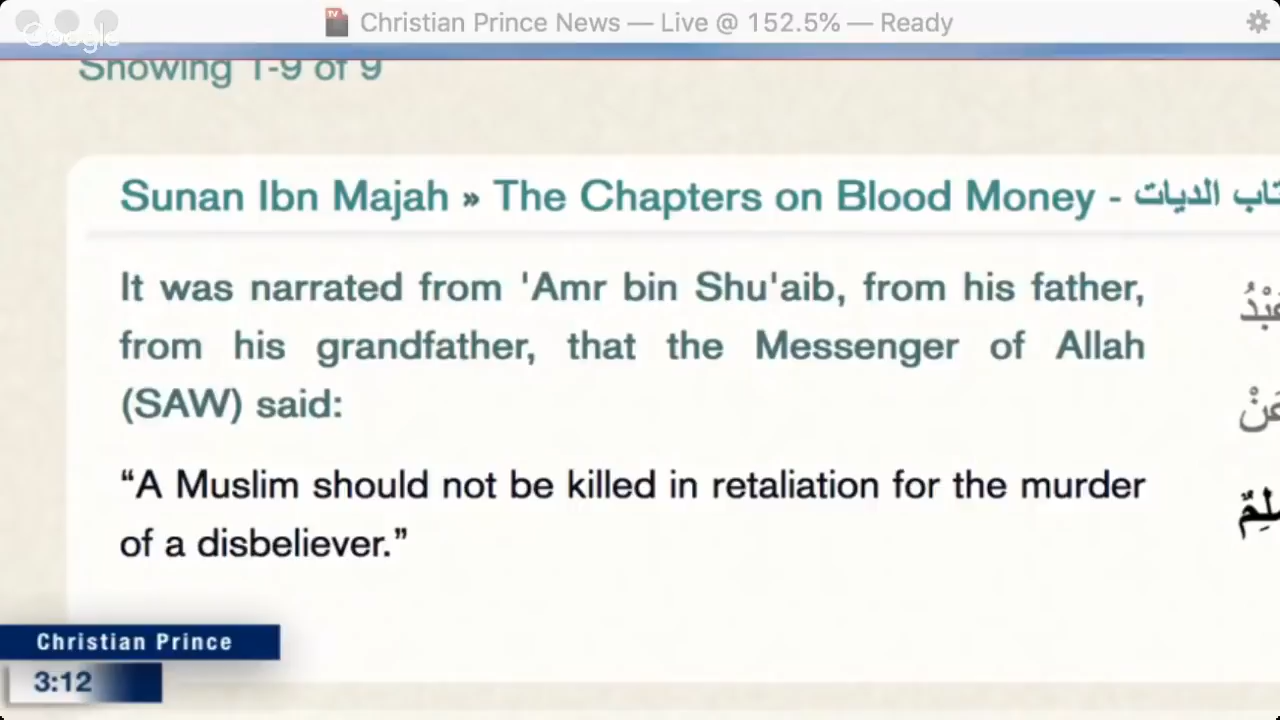 Christian Prince News — Live @ 152.5% — Ready
Google
Showing 1-9 of 9
Sunan Ibn Majah » The Chapters on Blood Money - كتاب الديات
It was narrated from 'Amr bin Shu'aib, from his father,
from his grandfather, that the Messenger of Allah
(SAW) said:
“A Muslim should not be killed in retaliation for the murder
of a disbeliever.”
عَنْ
Christian Prince
3:12